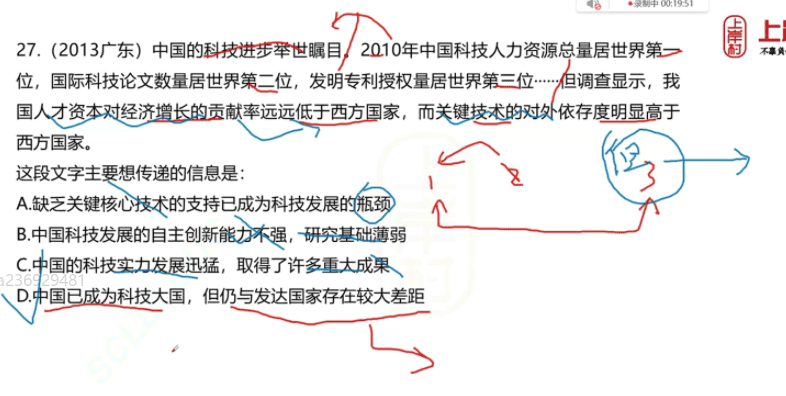 录制中 00:19:51
上岸村
上岸
不辜负
27.（2013广东）中国的科技进步举世瞩目。2010年中国科技人力资源总量居世界第一
位，国际科技论文数量居世界第二位，发明专利授权量居世界第三位……但调查显示，我
国人才资本对经济增长的贡献率远远低于西方国家，而关键技术的对外依存度明显高于
西方国家。
但
这段文字主要想传递的信息是：
1 2 3
A.缺乏关键核心技术的支持已成为科技发展的瓶颈
B.中国科技发展的自主创新能力不强，研究基础薄弱
C.中国的科技实力发展迅猛，取得了许多重大成果
a236929481
D.中国已成为科技大国，但仍与发达国家存在较大差距